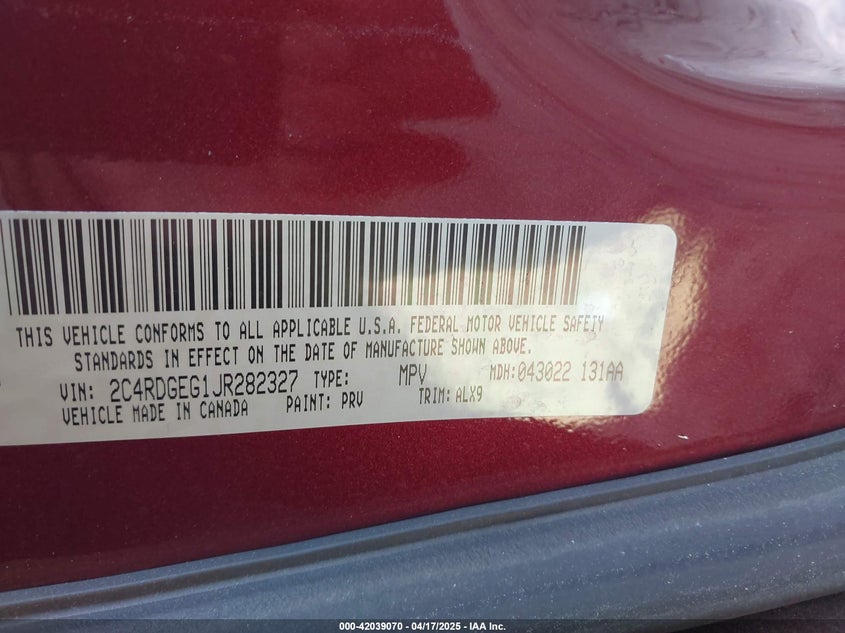 THIS VEHICLE CONFORMS TO ALL APPLICABLE U.S.A. FEDERAL MOTOR VEHICLE SAFETY
STANDARDS IN EFFECT ON THE DATE OF MANUFACTURE SHOWN ABOVE.
VIN: 2C4RDGEG1JR282327 TYPE: MPV MDH:043022 131AA
VEHICLE MADE IN CANADA PAINT: PRV TRIM: ALX9
000-42039070 | 04/17/2025 | IAA Inc.